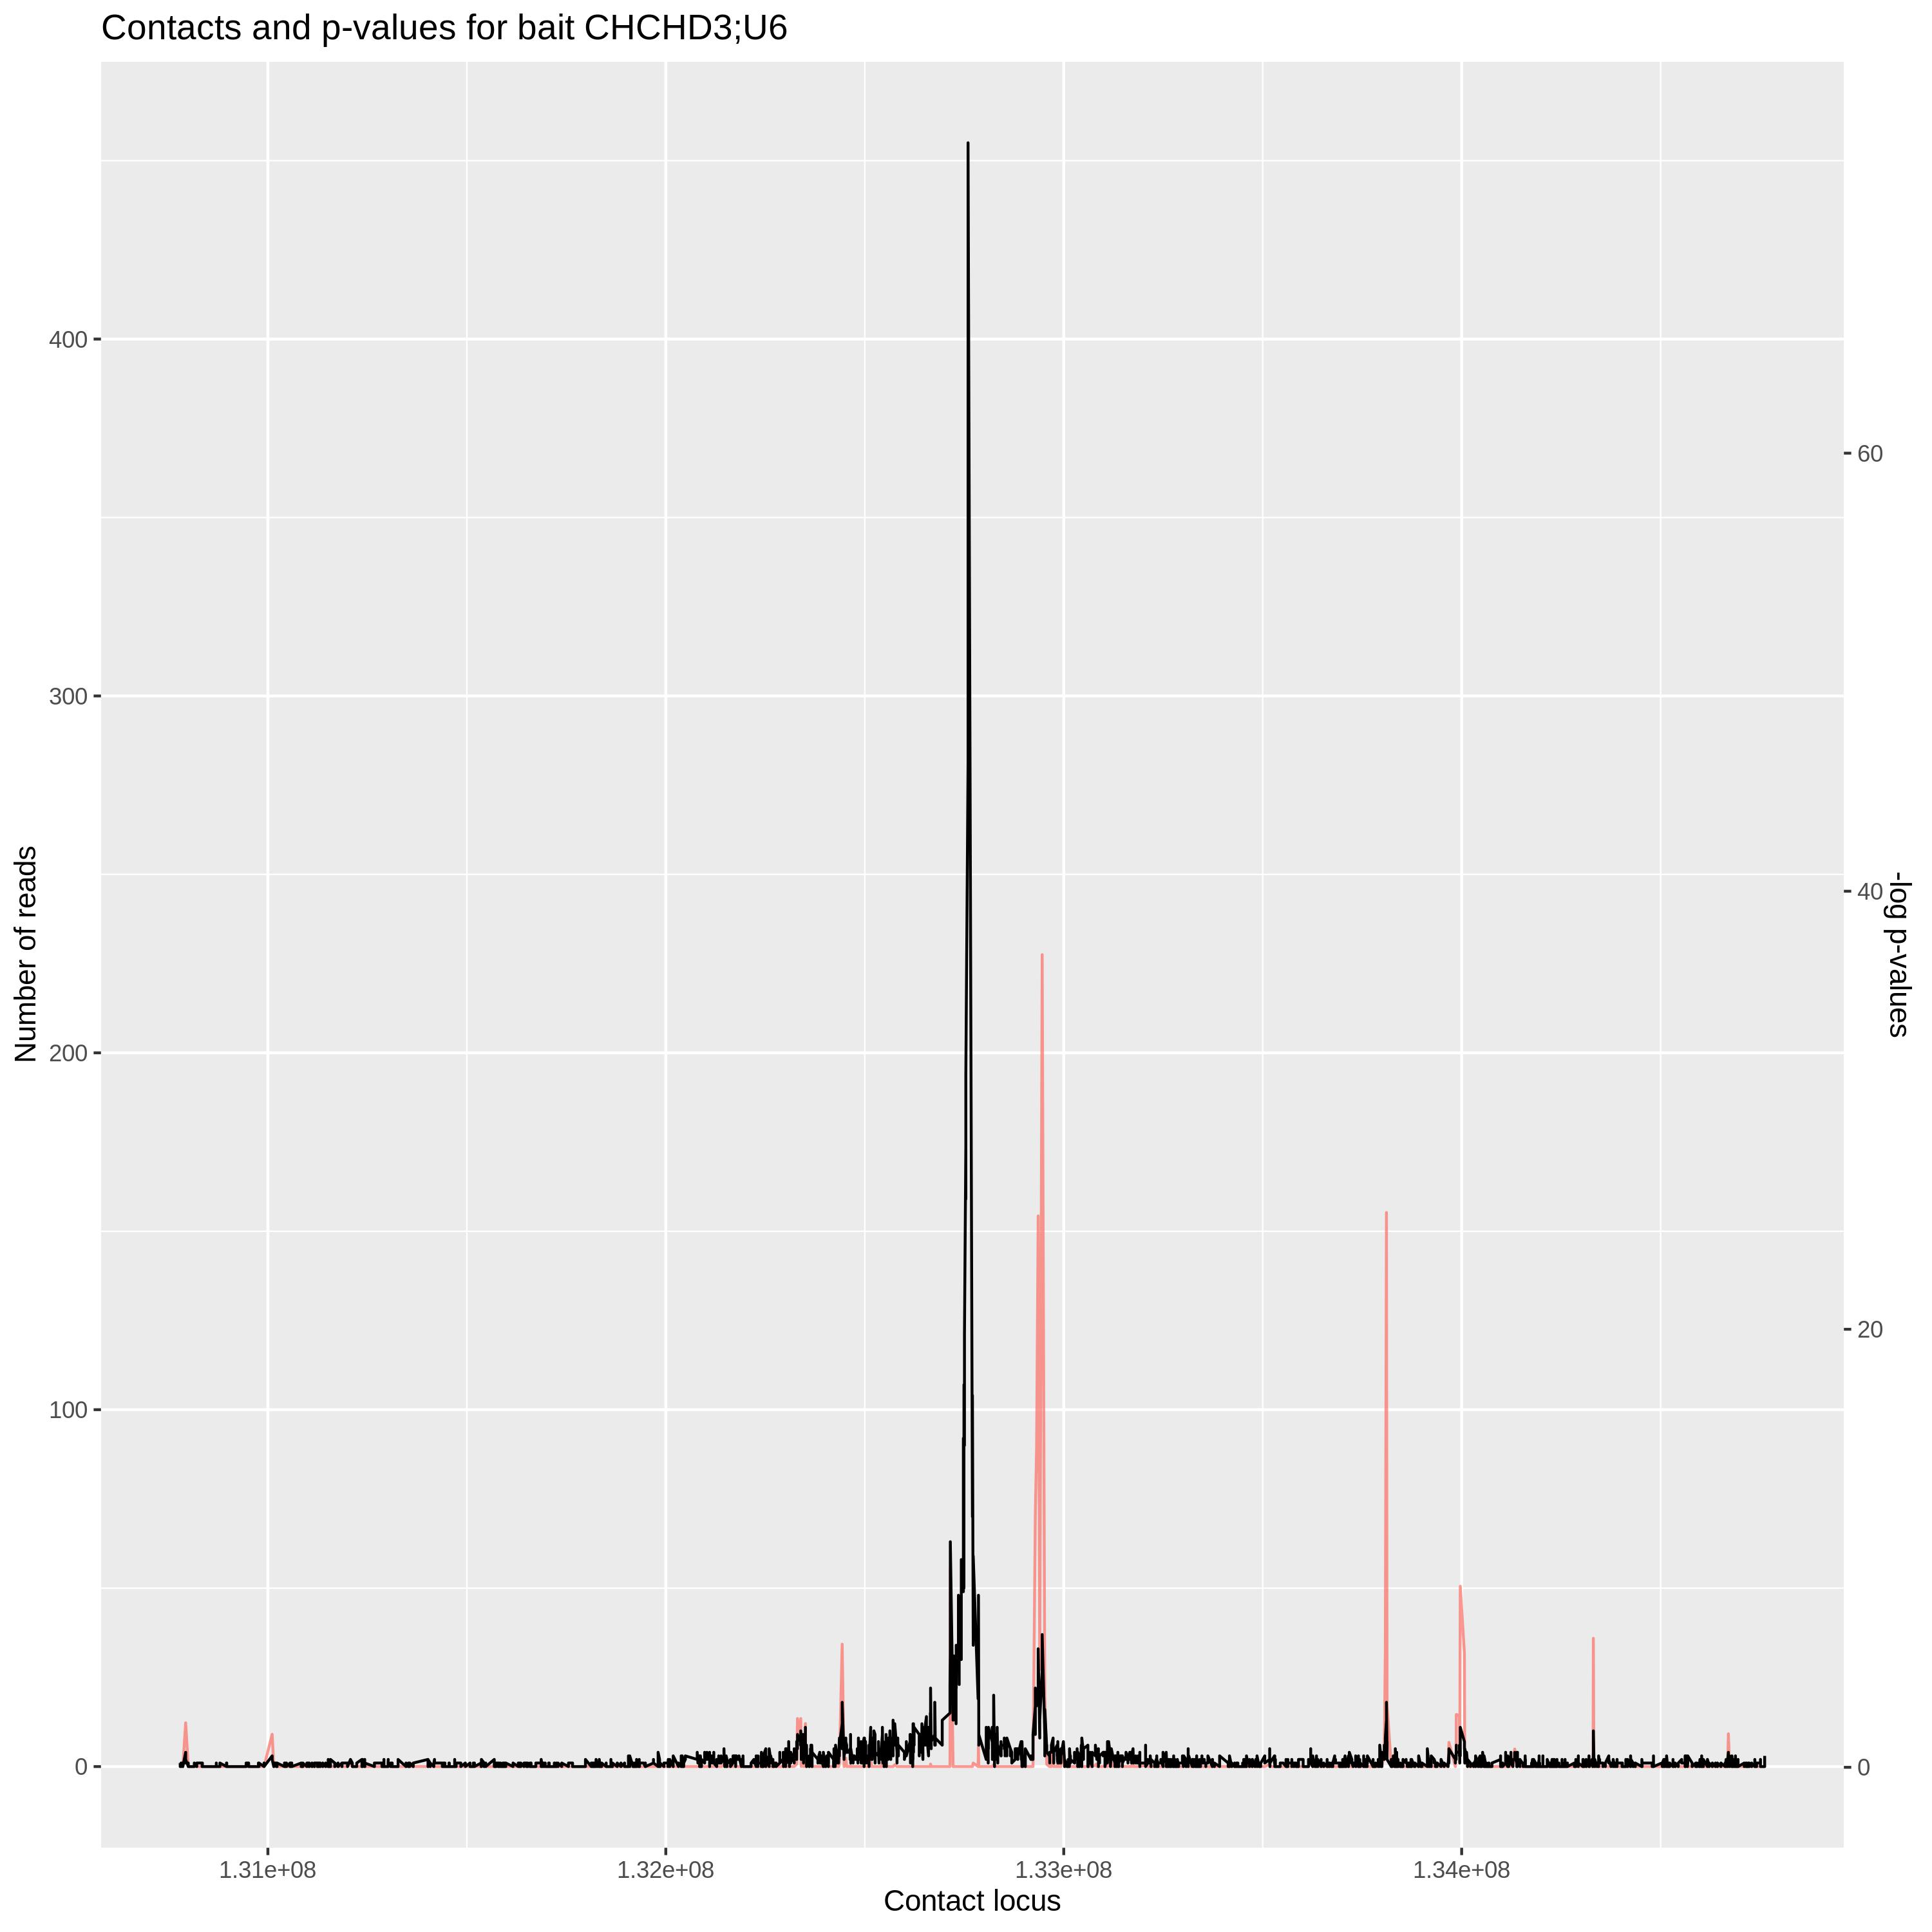 Contacts and p-values for bait CHCHD3;U6
400
300
200
100
0
Number of reads
60
40
20
0
-log p-values
1.31e+08
1.32e+08
1.33e+08
1.34e+08
Contact locus